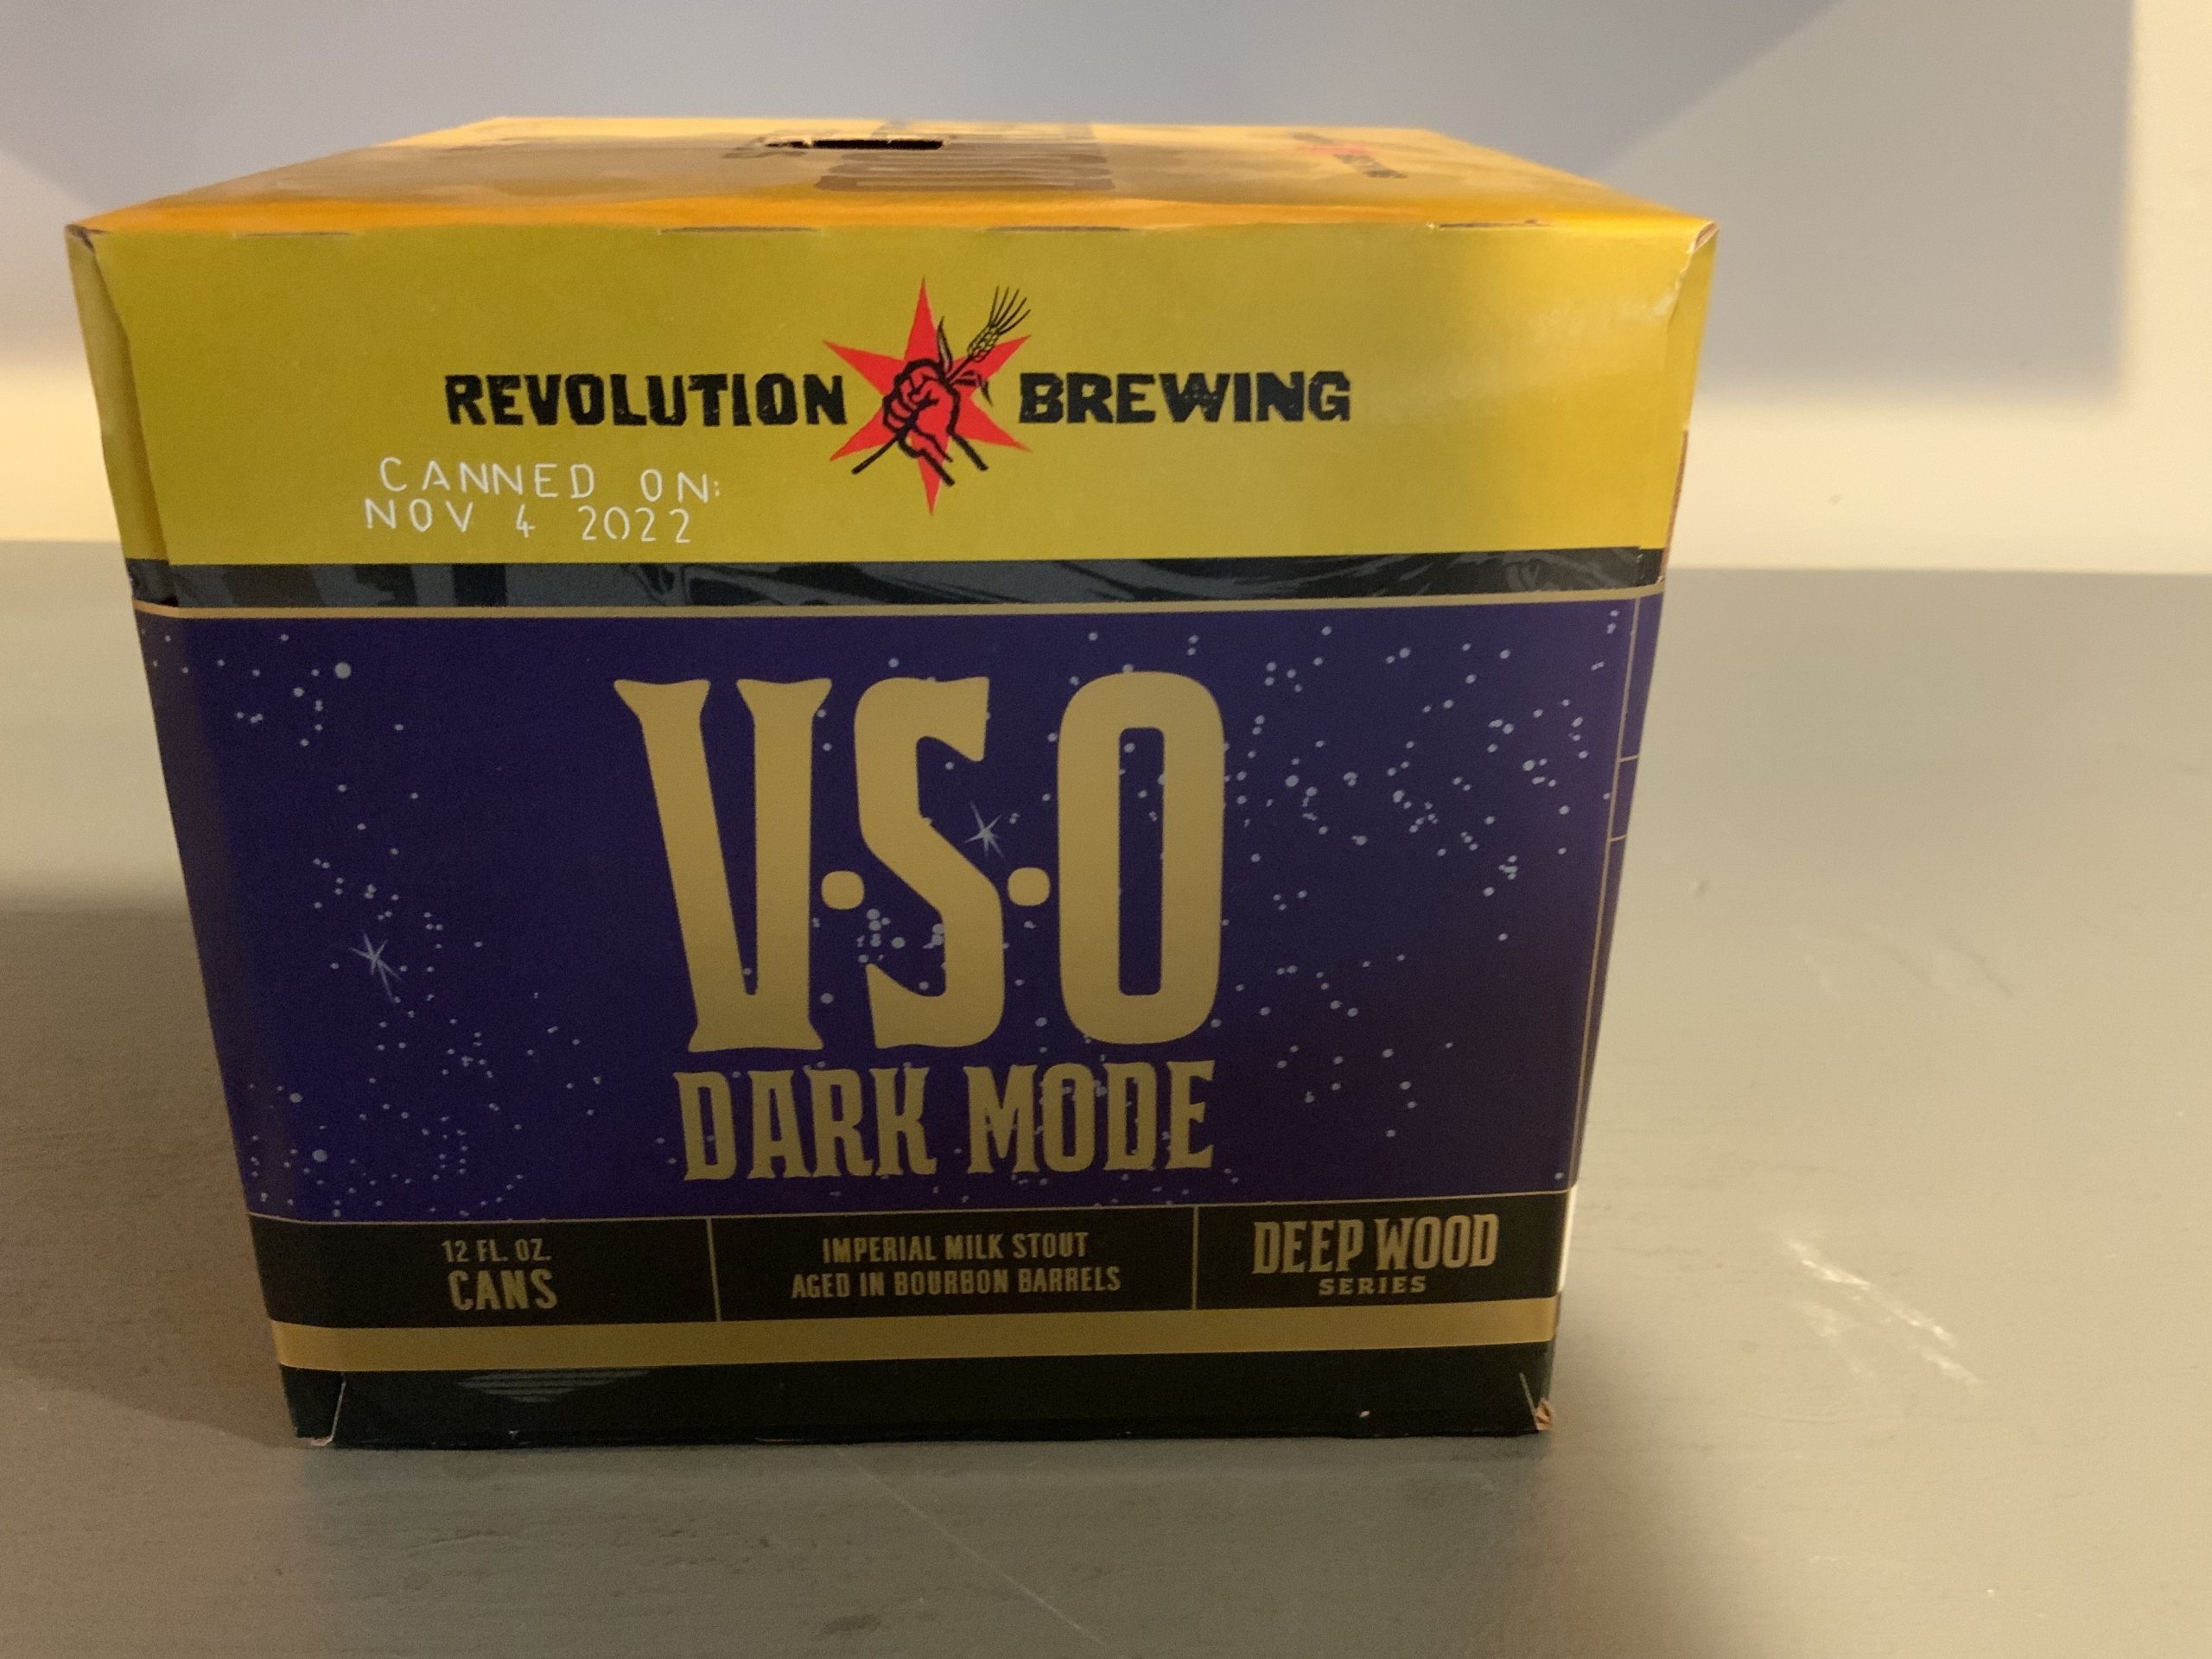 REVOLUTION BREWING
CANNED ON:
NOV 4 2022
V·S·O
DARK MODE
12 FL. OZ.
CANS
IMPERIAL MILK STOUT
AGED IN BOURBON BARRELS
DEEP WOOD
SERIES